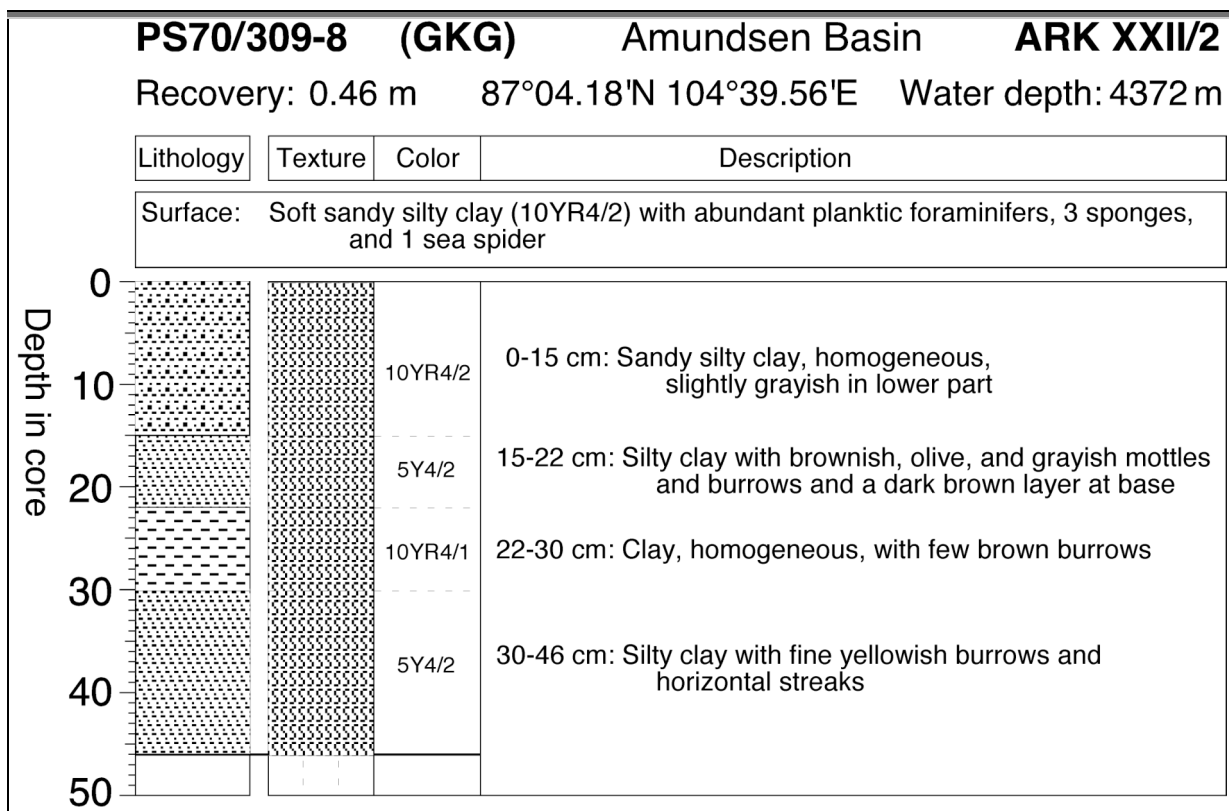 PS70/309-8 (GKG) Amundsen Basin ARK XXII/2
Recovery: 0.46 m 87°04.18'N 104°39.56'E Water depth: 4372 m
Lithology Texture Color Description
Surface: Soft sandy silty clay (10YR4/2) with abundant planktic foraminifers, 3 sponges,
and 1 sea spider
Depth in core
0
10
20
30
40
50
10YR4/2
5Y4/2
10YR4/1
5Y4/2
0-15 cm: Sandy silty clay, homogeneous,
slightly grayish in lower part
15-22 cm: Silty clay with brownish, olive, and grayish mottles
and burrows and a dark brown layer at base
22-30 cm: Clay, homogeneous, with few brown burrows
30-46 cm: Silty clay with fine yellowish burrows and
horizontal streaks